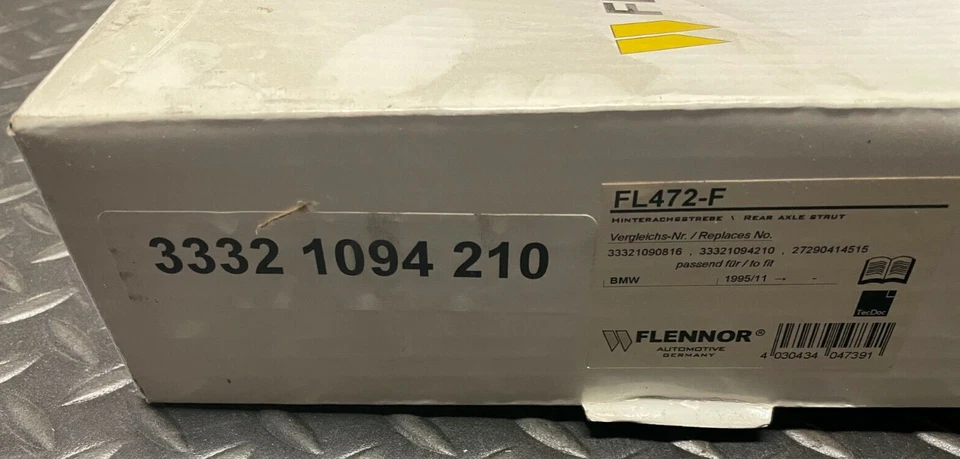 3332 1094 210
FL472-F
HINTERACHSSTREBE \ REAR AXLE STRUT
Vergleichs-Nr. / Replaces No.
33321090816 , 33321094210 , 27290414515
passend für / to fit
BMW 1995/11 → -
TecDoc
FLENNOR®
AUTOMOTIVE
GERMANY
4 030434 047391